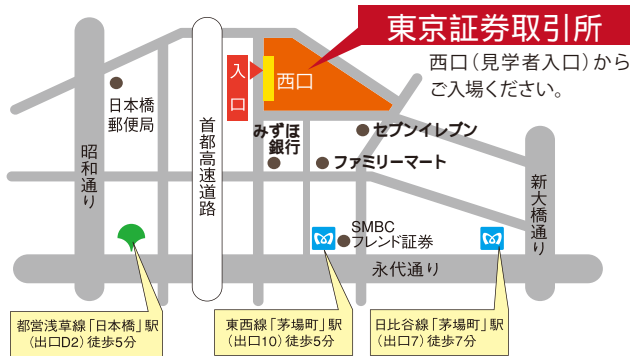 東京証券取引所
西口（見学者入口）から
ご入場ください。
入口
西口
日本橋
郵便局
みずほ
銀行
セブンイレブン
ファミリーマート
昭和通り
首都高速道路
新大橋通り
SMBC
フレンド証券
永代通り
都営浅草線「日本橋」駅
（出口D2）徒歩5分
東西線「茅場町」駅
（出口10）徒歩5分
日比谷線「茅場町」駅
（出口7）徒歩7分